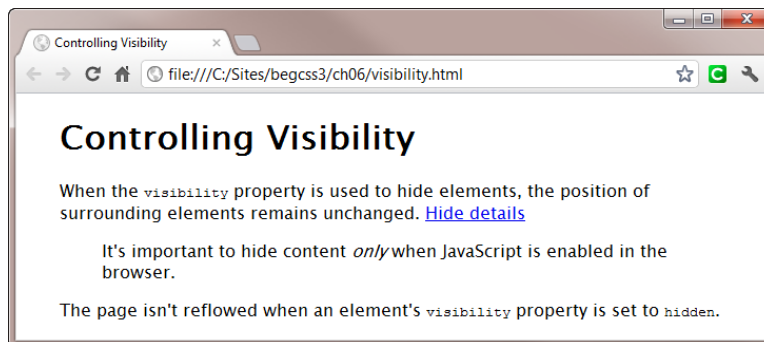 Controlling Visibility
file:///C:/Sites/begcss3/ch06/visibility.html
Controlling Visibility
When the visibility property is used to hide elements, the position of
surrounding elements remains unchanged. Hide details
It's important to hide content only when JavaScript is enabled in the
browser.
The page isn't reflowed when an element's visibility property is set to hidden.